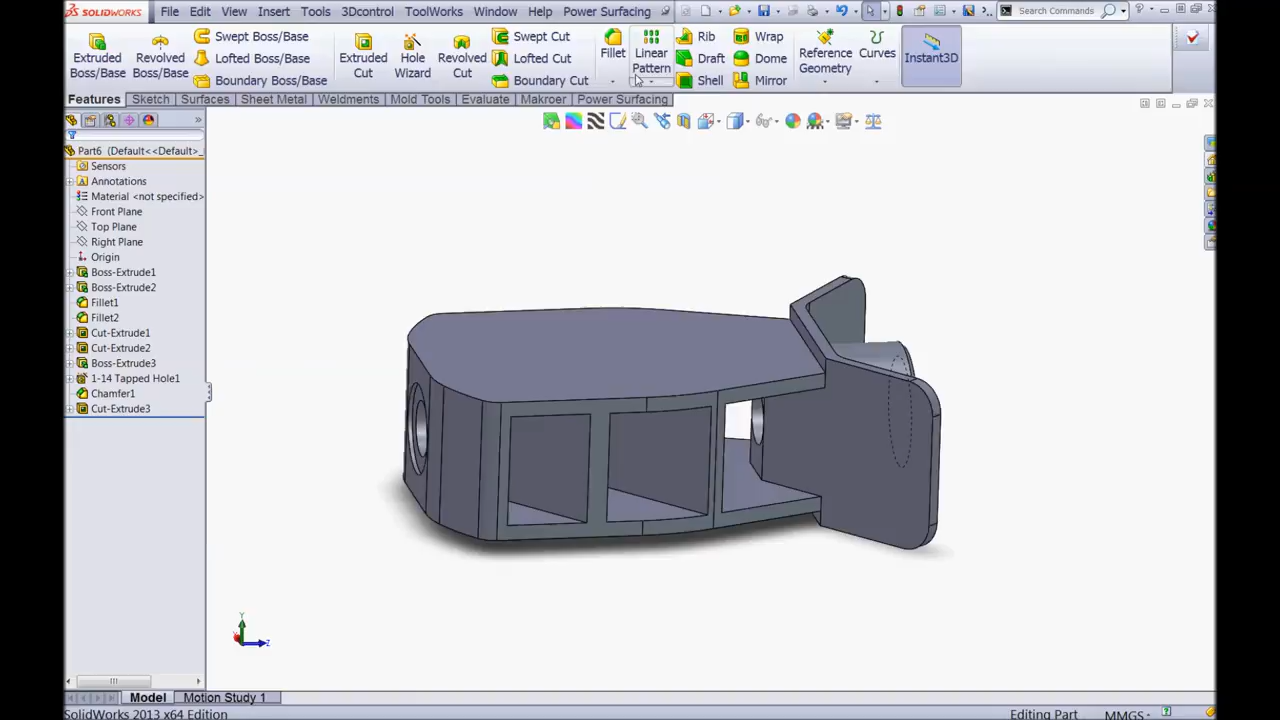 SOLIDWORKS File Edit View Insert Tools 3Dcontrol ToolWorks Window Help Power Surfacing Search Commands
Extruded Boss/Base
Revolved Boss/Base
Swept Boss/Base
Lofted Boss/Base
Boundary Boss/Base
Extruded Cut
Hole Wizard
Revolved Cut
Swept Cut
Lofted Cut
Boundary Cut
Fillet
Linear Pattern
Rib
Draft
Shell
Wrap
Dome
Mirror
Reference Geometry
Curves
Instant3D
Features Sketch Surfaces Sheet Metal Weldments Mold Tools Evaluate Makroer Power Surfacing
Part6 (Default<<Default>_
Sensors
Annotations
Material <not specified>
Front Plane
Top Plane
Right Plane
Origin
Boss-Extrude1
Boss-Extrude2
Fillet1
Fillet2
Cut-Extrude1
Cut-Extrude2
Boss-Extrude3
1-14 Tapped Hole1
Chamfer1
Cut-Extrude3
Y
Z
Model Motion Study 1
SolidWorks 2013 x64 Edition Editing Part MMGS